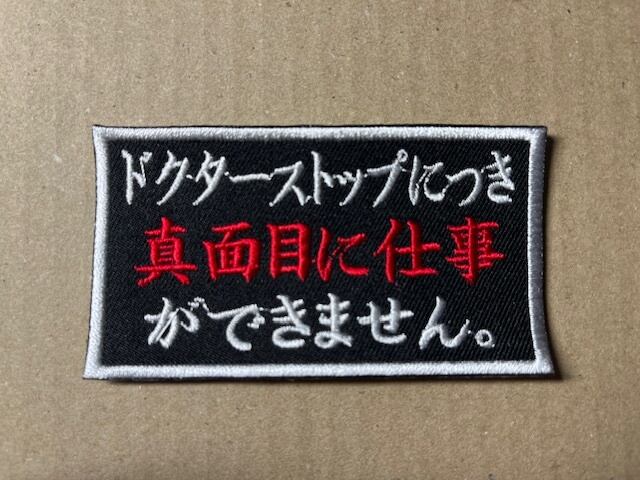 ドクターストップにつき
真面目に仕事
ができません。